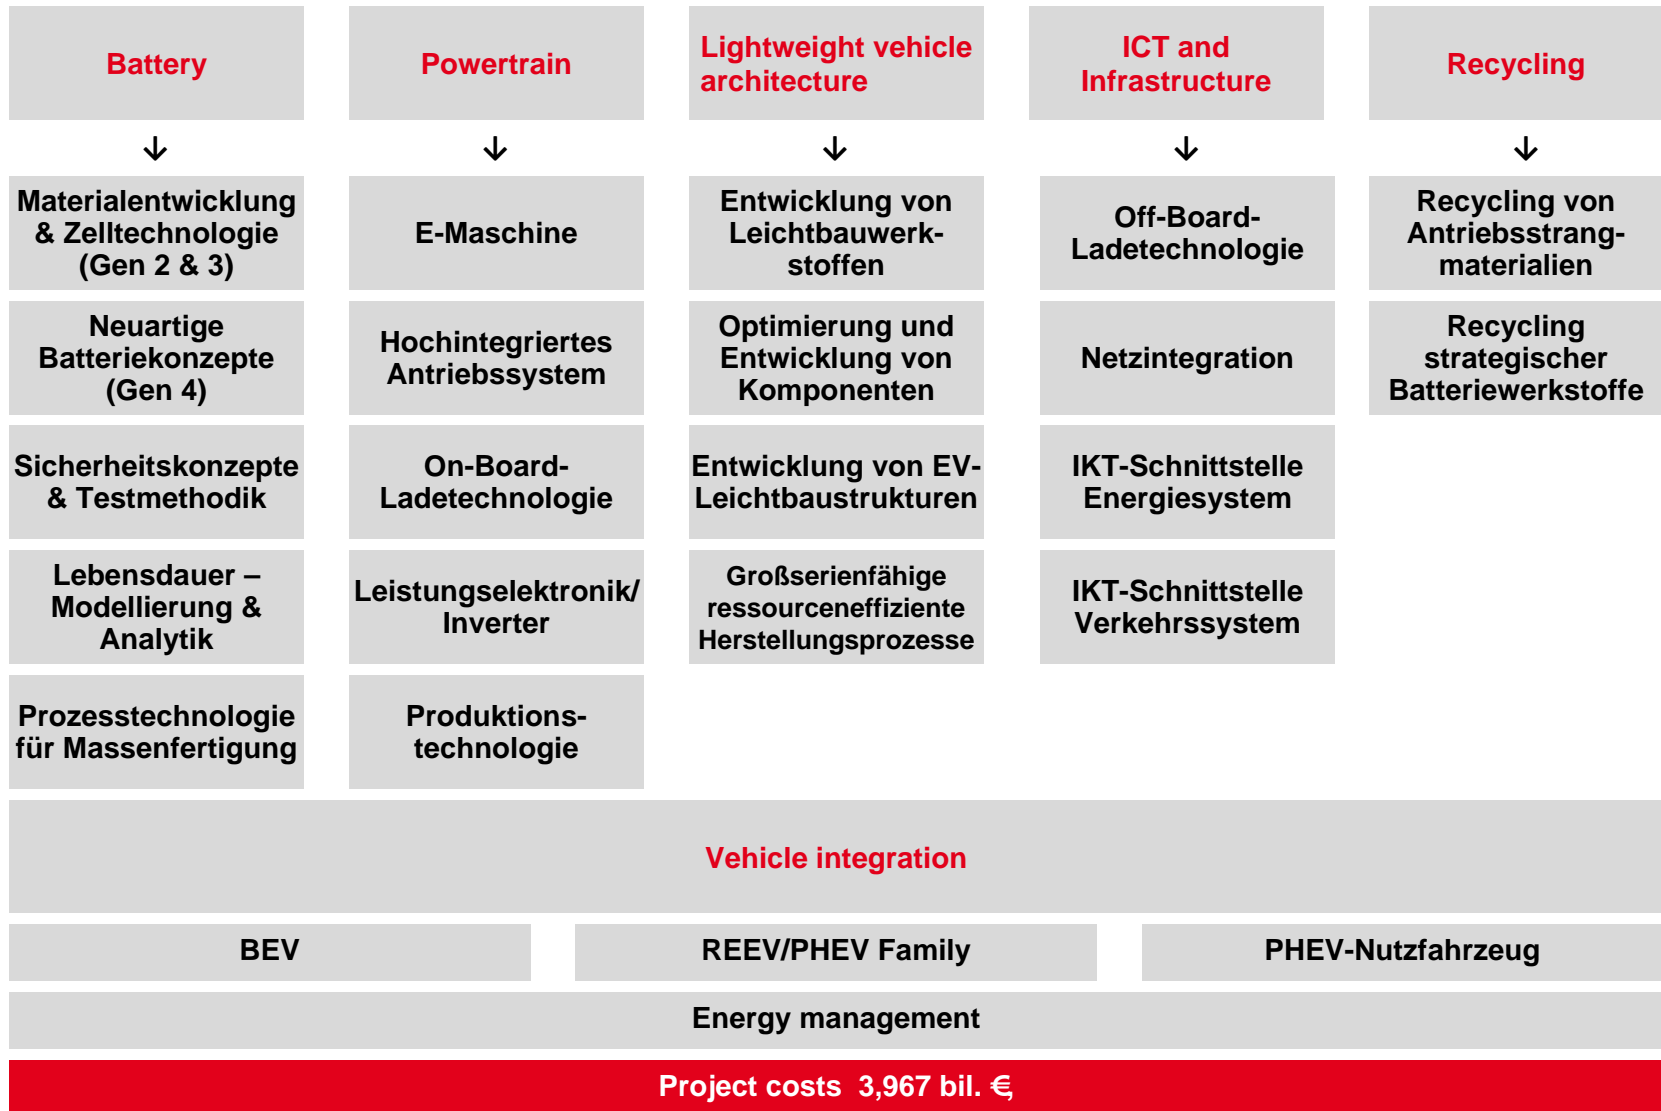 Battery
Powertrain
Lightweight vehicle
architecture
ICT and
Infrastructure
Recycling
Materialentwicklung
& Zelltechnologie
(Gen 2 & 3)
E-Maschine
Entwicklung von
Leichtbauwerk-
stoffen
Off-Board-
Ladetechnologie
Recycling von
Antriebsstrang-
materialien
Neuartige
Batteriekonzepte
(Gen 4)
Hochintegriertes
Antriebssystem
Optimierung und
Entwicklung von
Komponenten
Netzintegration
Recycling
strategischer
Batteriewerkstoffe
Sicherheitskonzepte
& Testmethodik
On-Board-
Ladetechnologie
Entwicklung von EV-
Leichtbaustrukturen
IKT-Schnittstelle
Energiesystem
Lebensdauer –
Modellierung &
Analytik
Leistungselektronik/
Inverter
Großserienfähige
ressourceneffiziente
Herstellungsprozesse
IKT-Schnittstelle
Verkehrssystem
Prozesstechnologie
für Massenfertigung
Produktions-
technologie
Vehicle integration
BEV
REEV/PHEV Family
PHEV-Nutzfahrzeug
Energy management
Project costs 3,967 bil. €,